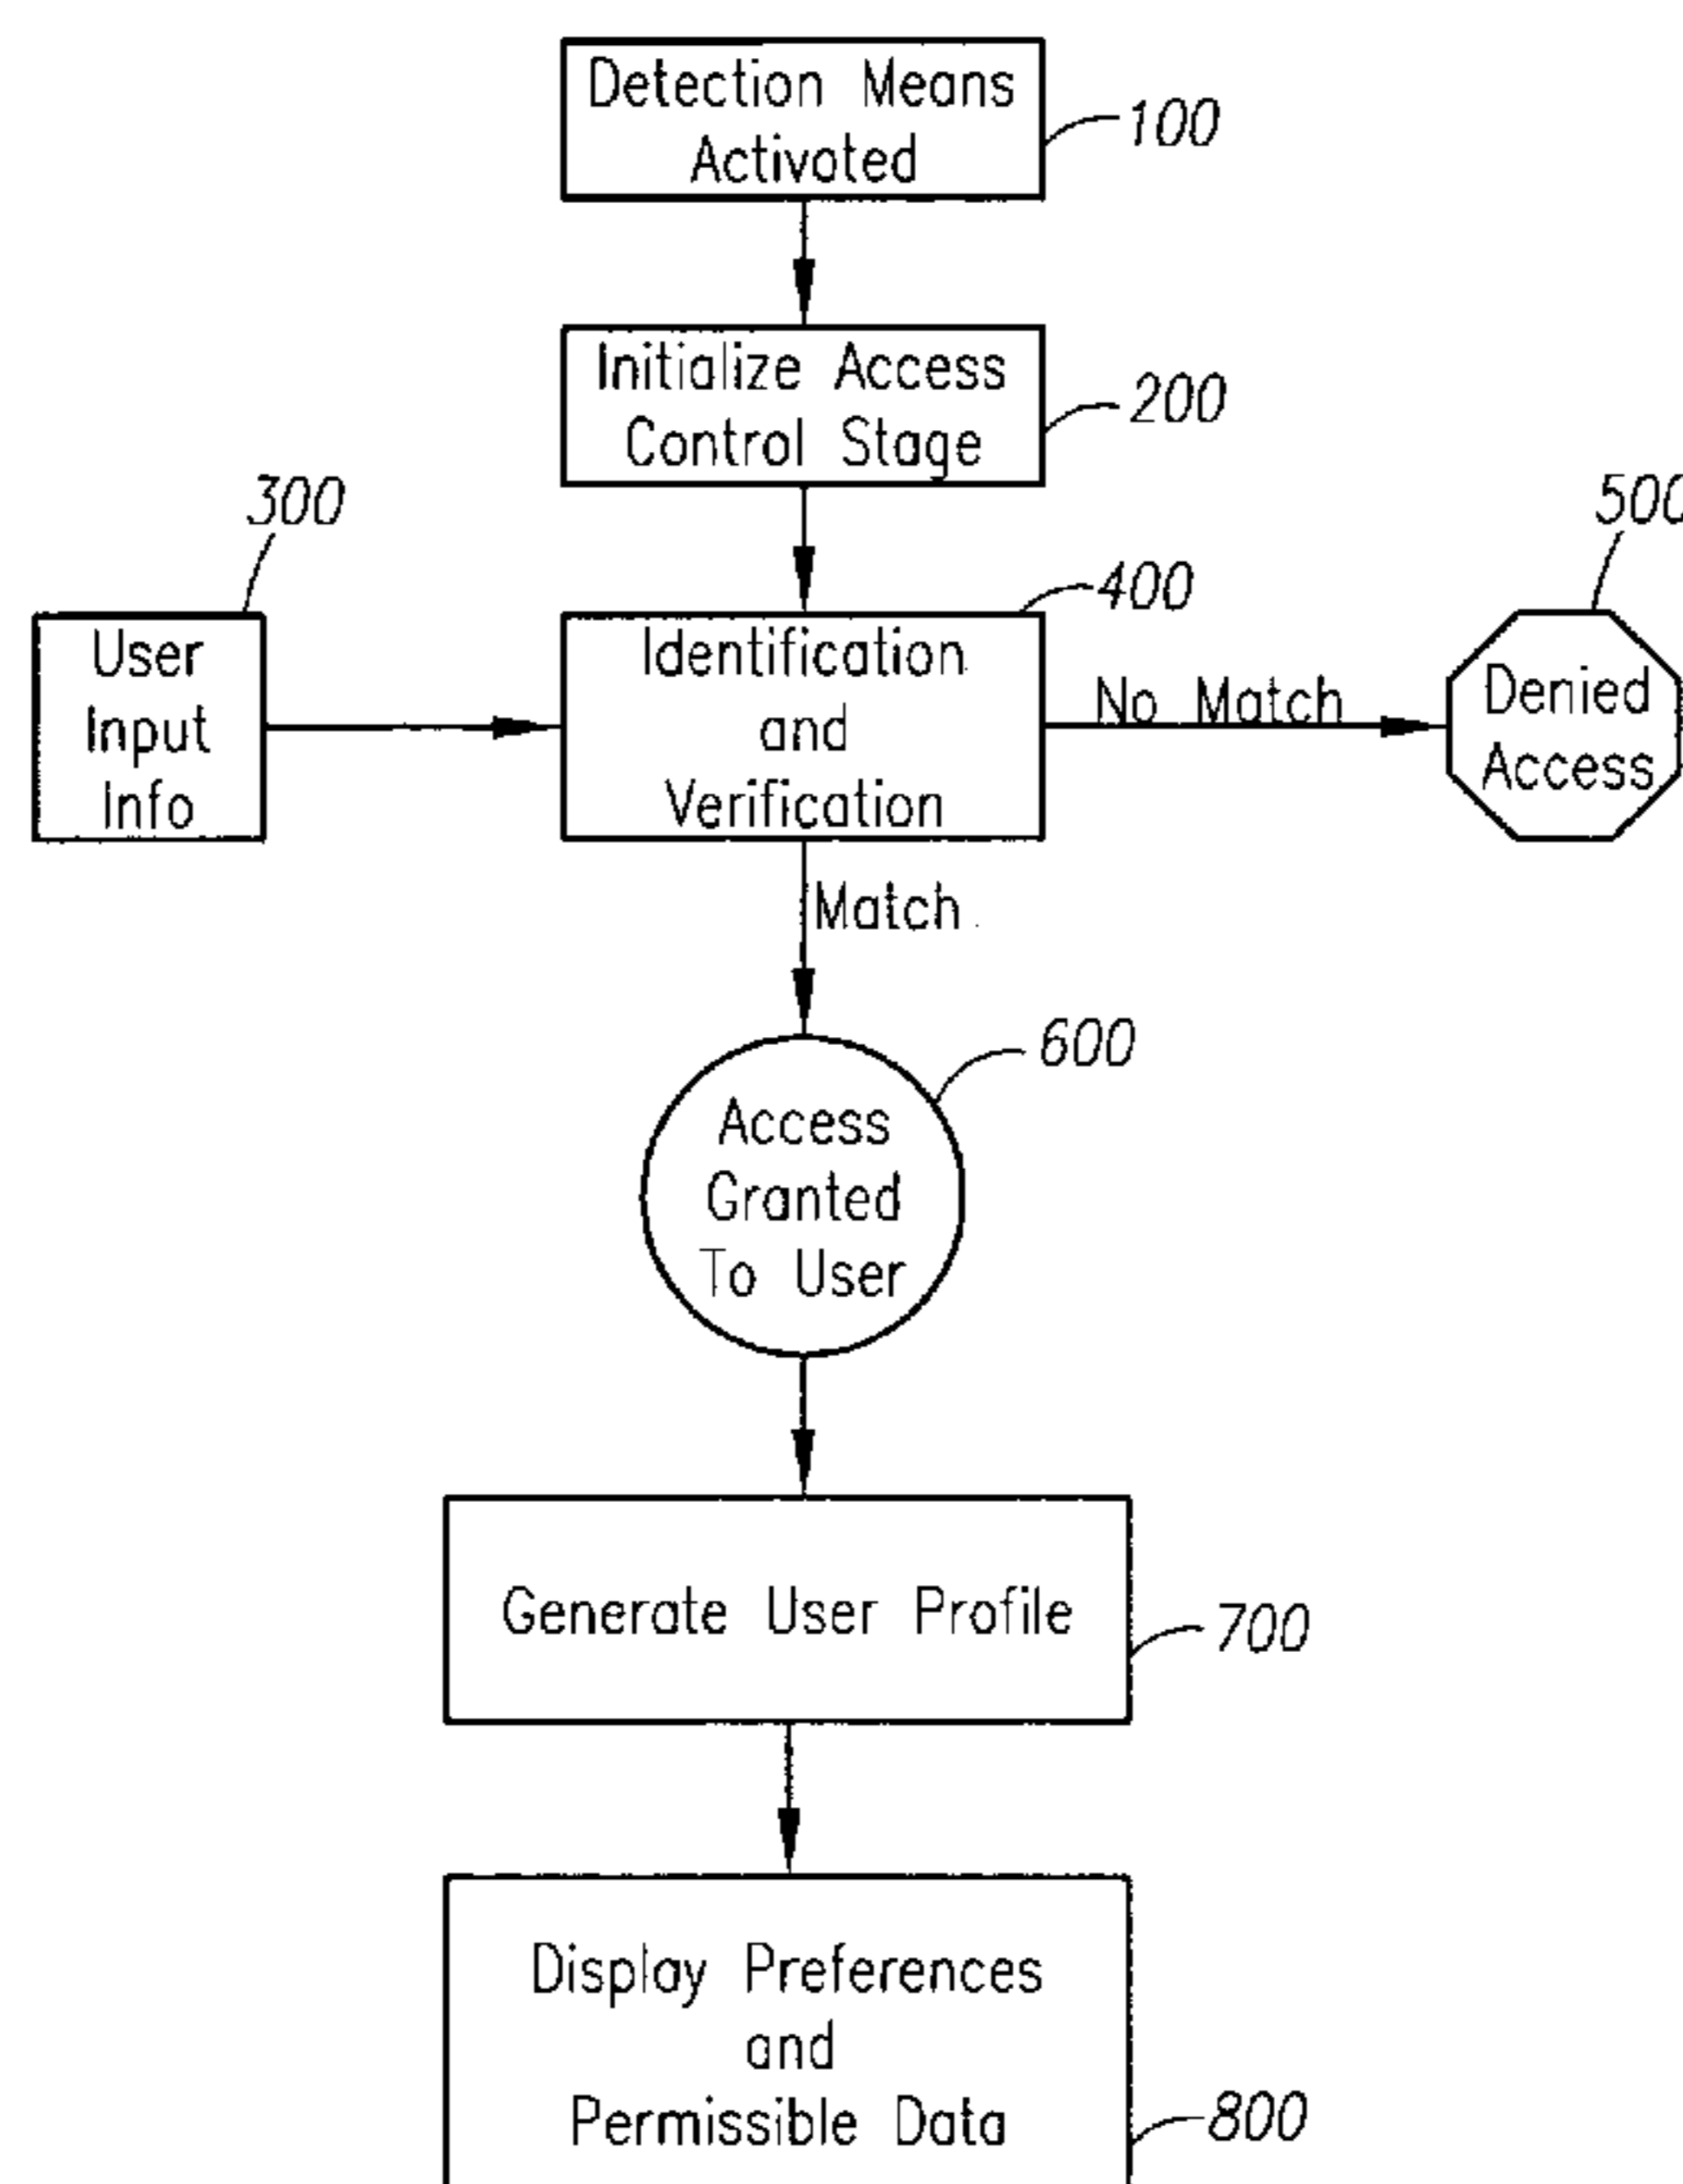 Detection Means
Activated
100
Initialize Access
Control Stage
200
300
400
500
User
Input
Info
Identification
and
Verification
No Match
Denied
Access
Match
600
Access
Granted
To User
Generate User Profile
700
Display Preferences
and
Permissible Data
800